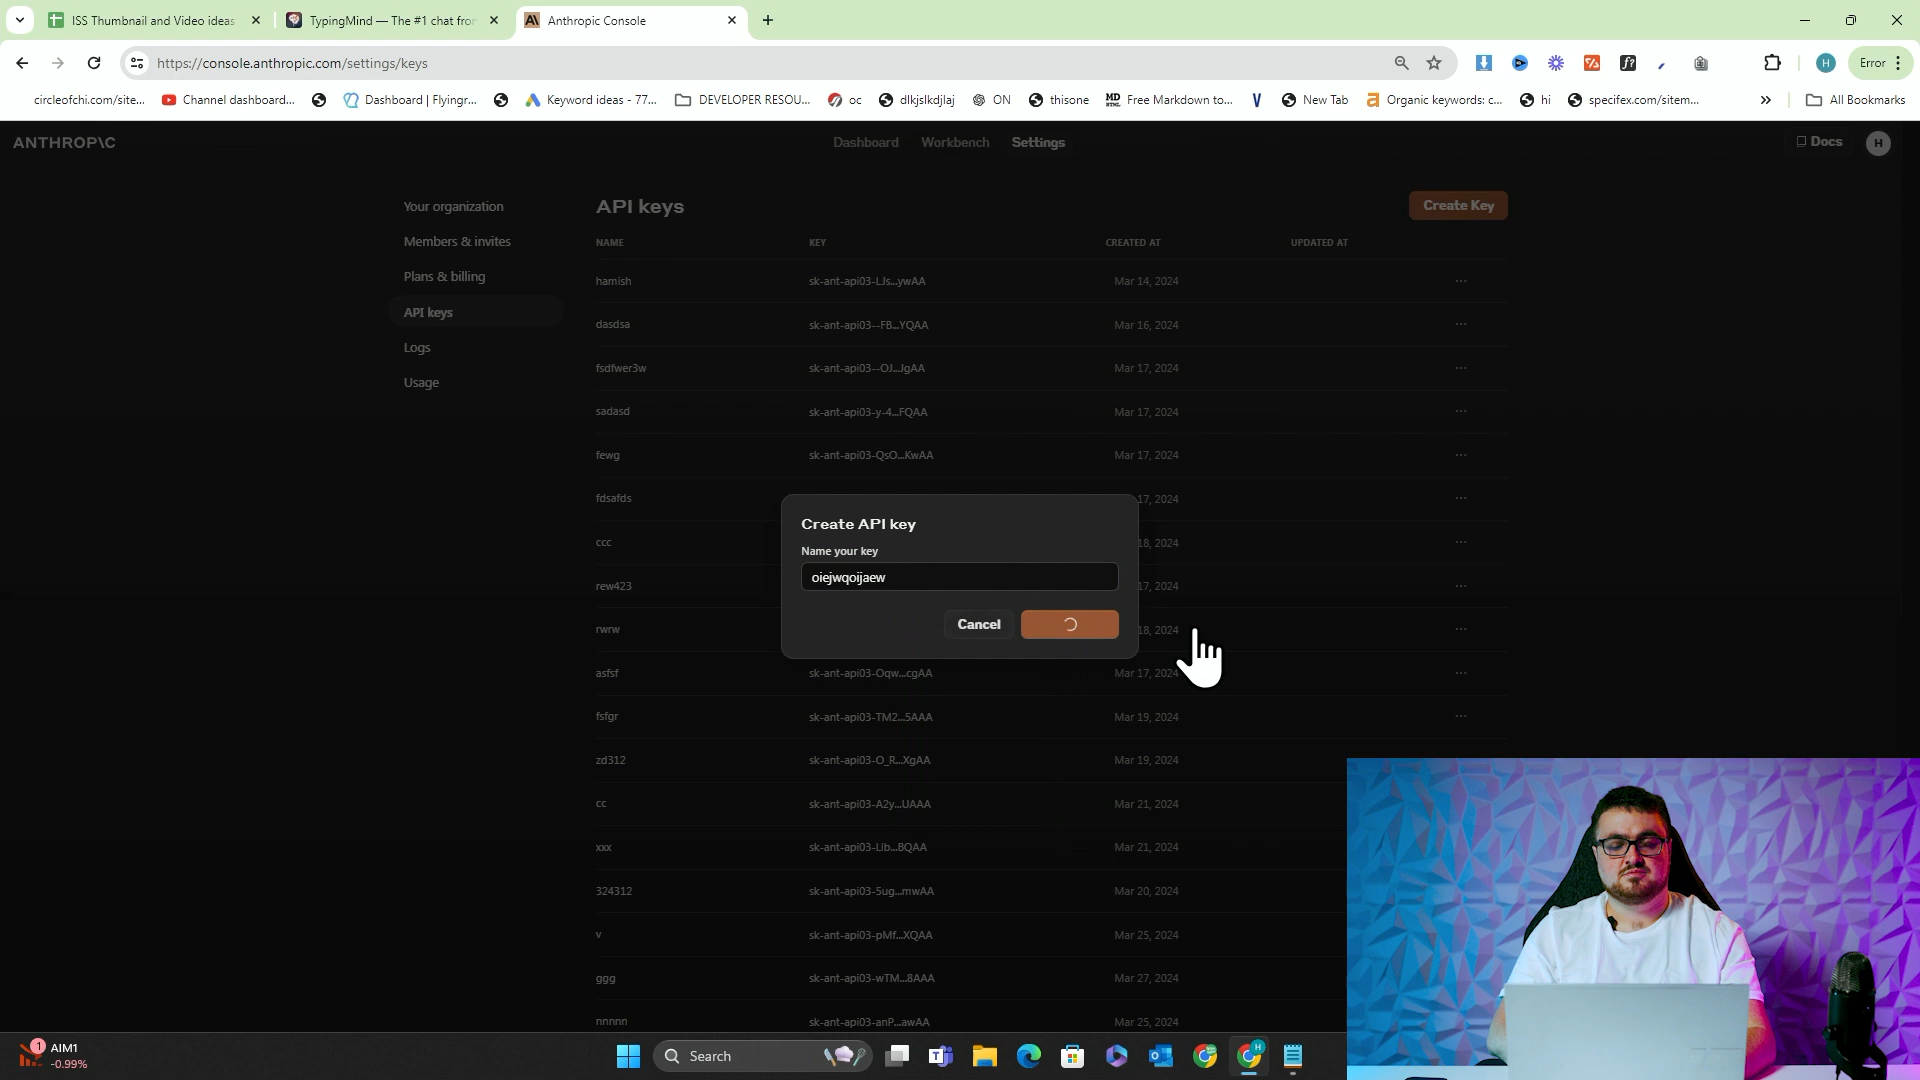 ISS Thumbnail and Video ideas
TypingMind — The #1 chat fron
Anthropic Console
https://console.anthropic.com/settings/keys
H
Error
circleofchi.com/site...
Channel dashboard...
Dashboard | Flyingr...
Keyword ideas - 77...
DEVELOPER RESOU...
oc
dlkjslkdjlaj
ON
thisone
Free Markdown to...
New Tab
Organic keywords: c...
hi
specifex.com/sitem...
All Bookmarks
ANTHROP\C
Dashboard
Workbench
Settings
Docs
H
Your organization
Members & invites
Plans & billing
API keys
Logs
Usage
API keys
Create Key
NAME KEY CREATED AT UPDATED AT
hamish sk-ant-api03-LJs...ywAA Mar 14, 2024
dasdsa sk-ant-api03--FB...YQAA Mar 16, 2024
fsdfwer3w sk-ant-api03--OJ...JgAA Mar 17, 2024
sadasd sk-ant-api03-y-4...FQAA Mar 17, 2024
fewg sk-ant-api03-QsO...KwAA Mar 17, 2024
fdsafds 17, 2024
ccc 18, 2024
rew423 17, 2024
rwrw 18, 2024
Create API key
Name your key
oiejwqoijaew
Cancel
asfsf sk-ant-api03-Oqw...cgAA Mar 17, 2024
fsfgr sk-ant-api03-TM2...5AAA Mar 19, 2024
zd312 sk-ant-api03-O_R...XgAA Mar 19, 2024
cc sk-ant-api03-A2y...UAAA Mar 21, 2024
xxx sk-ant-api03-Llb...BQAA Mar 21, 2024
324312 sk-ant-api03-5ug...mwAA Mar 20, 2024
v sk-ant-api03-pMf...XQAA Mar 25, 2024
ggg sk-ant-api03-wTM...8AAA Mar 27, 2024
nnnnn sk-ant-api03-anP...awAA Mar 25, 2024
1
AIM1
-0.99%
Search